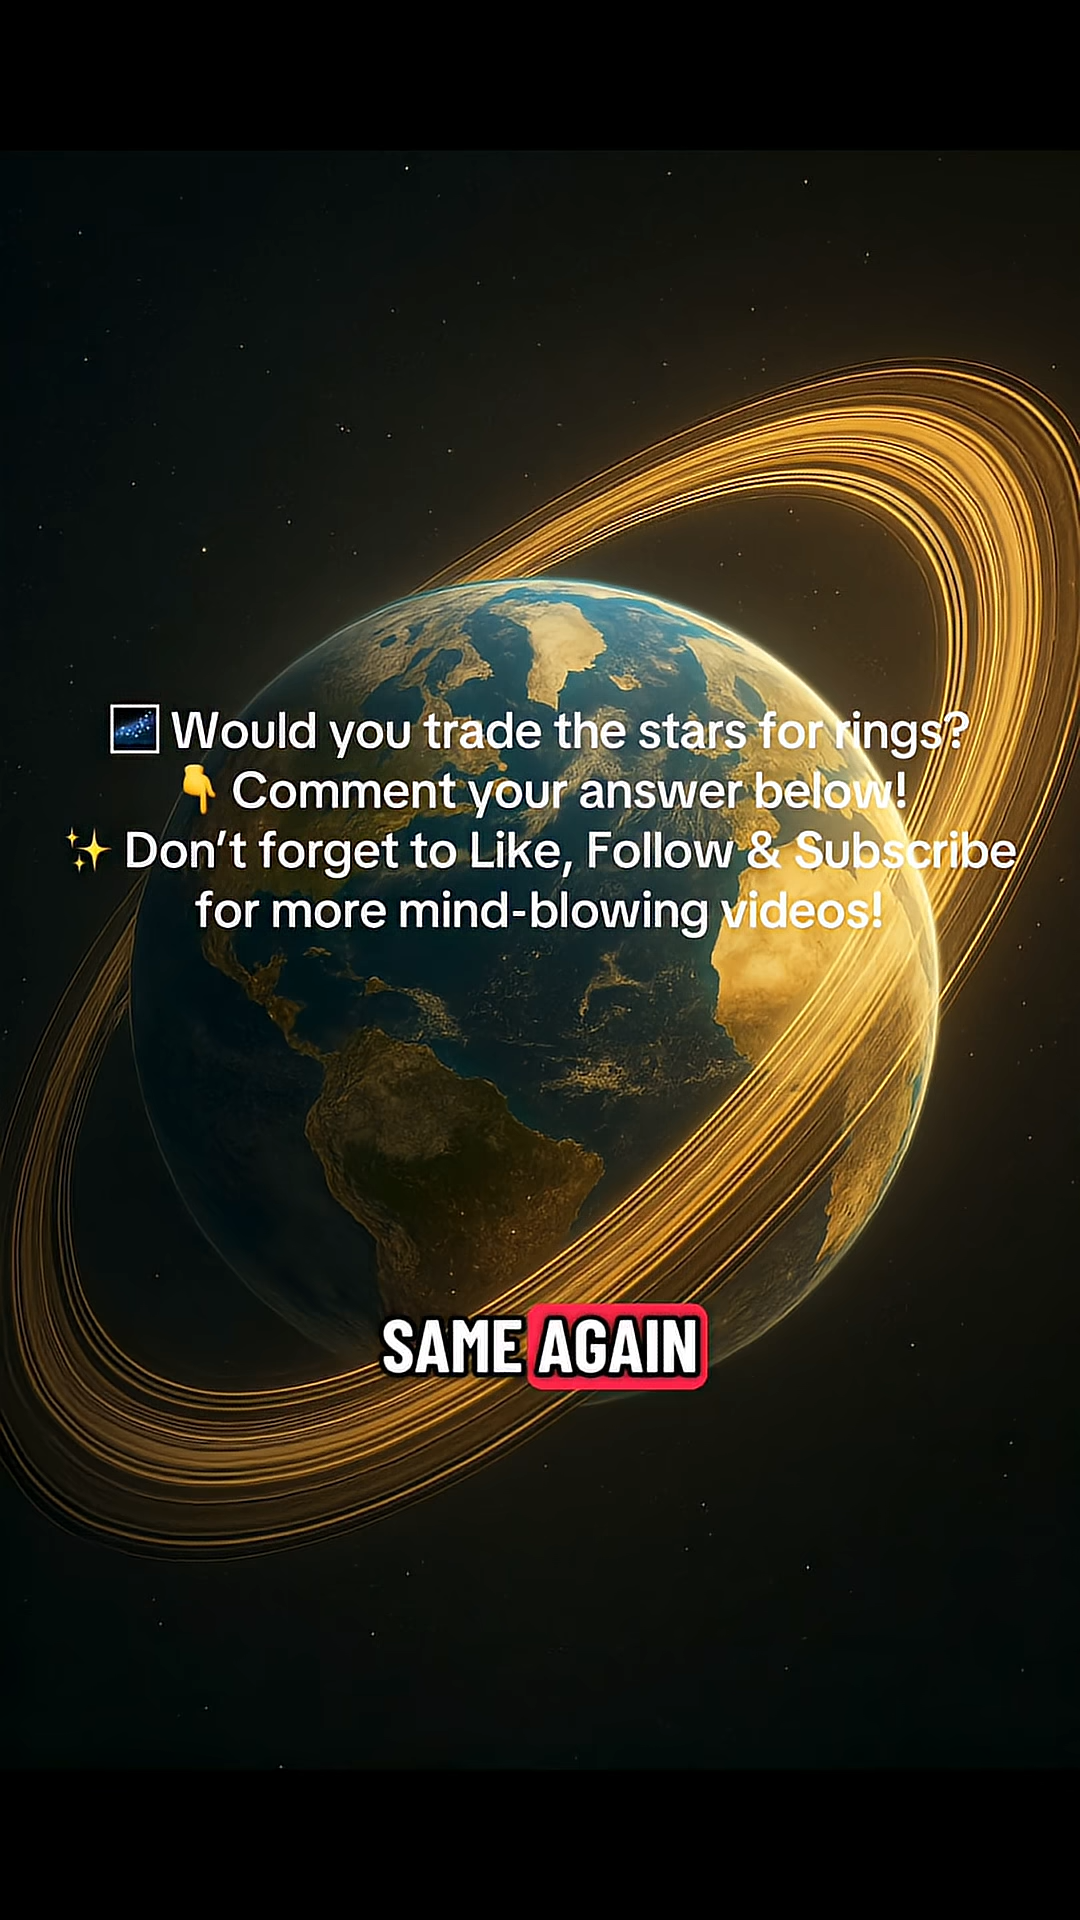 🌌 Would you trade the stars for rings?
👇 Comment your answer below!
✨ Don’t forget to Like, Follow & Subscribe
for more mind-blowing videos!
SAME AGAIN